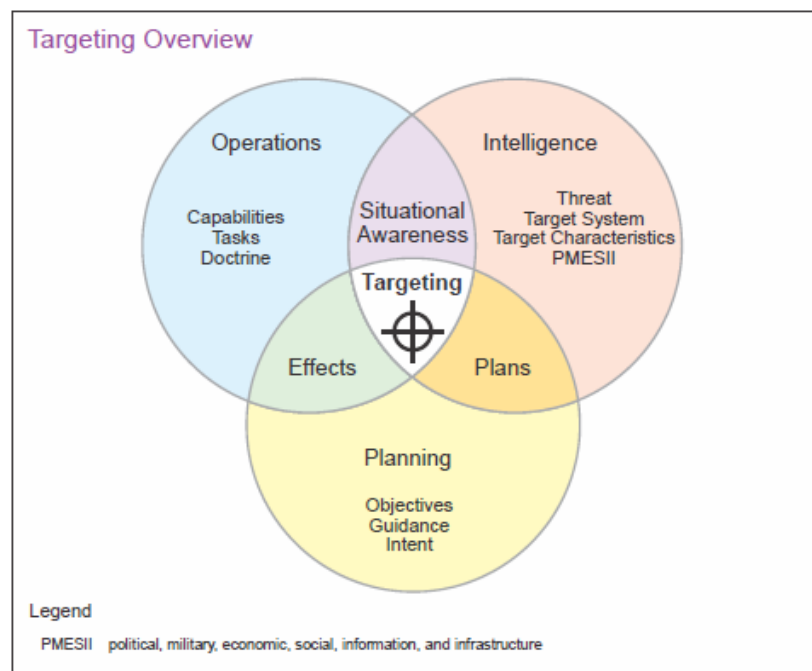 Targeting Overview
Operations
Intelligence
Capabilities
Tasks
Doctrine
Situational
Awareness
Threat
Target System
Target Characteristics
PMESII
Targeting
Effects
Plans
Planning
Objectives
Guidance
Intent
Legend
PMESII political, military, economic, social, information, and infrastructure